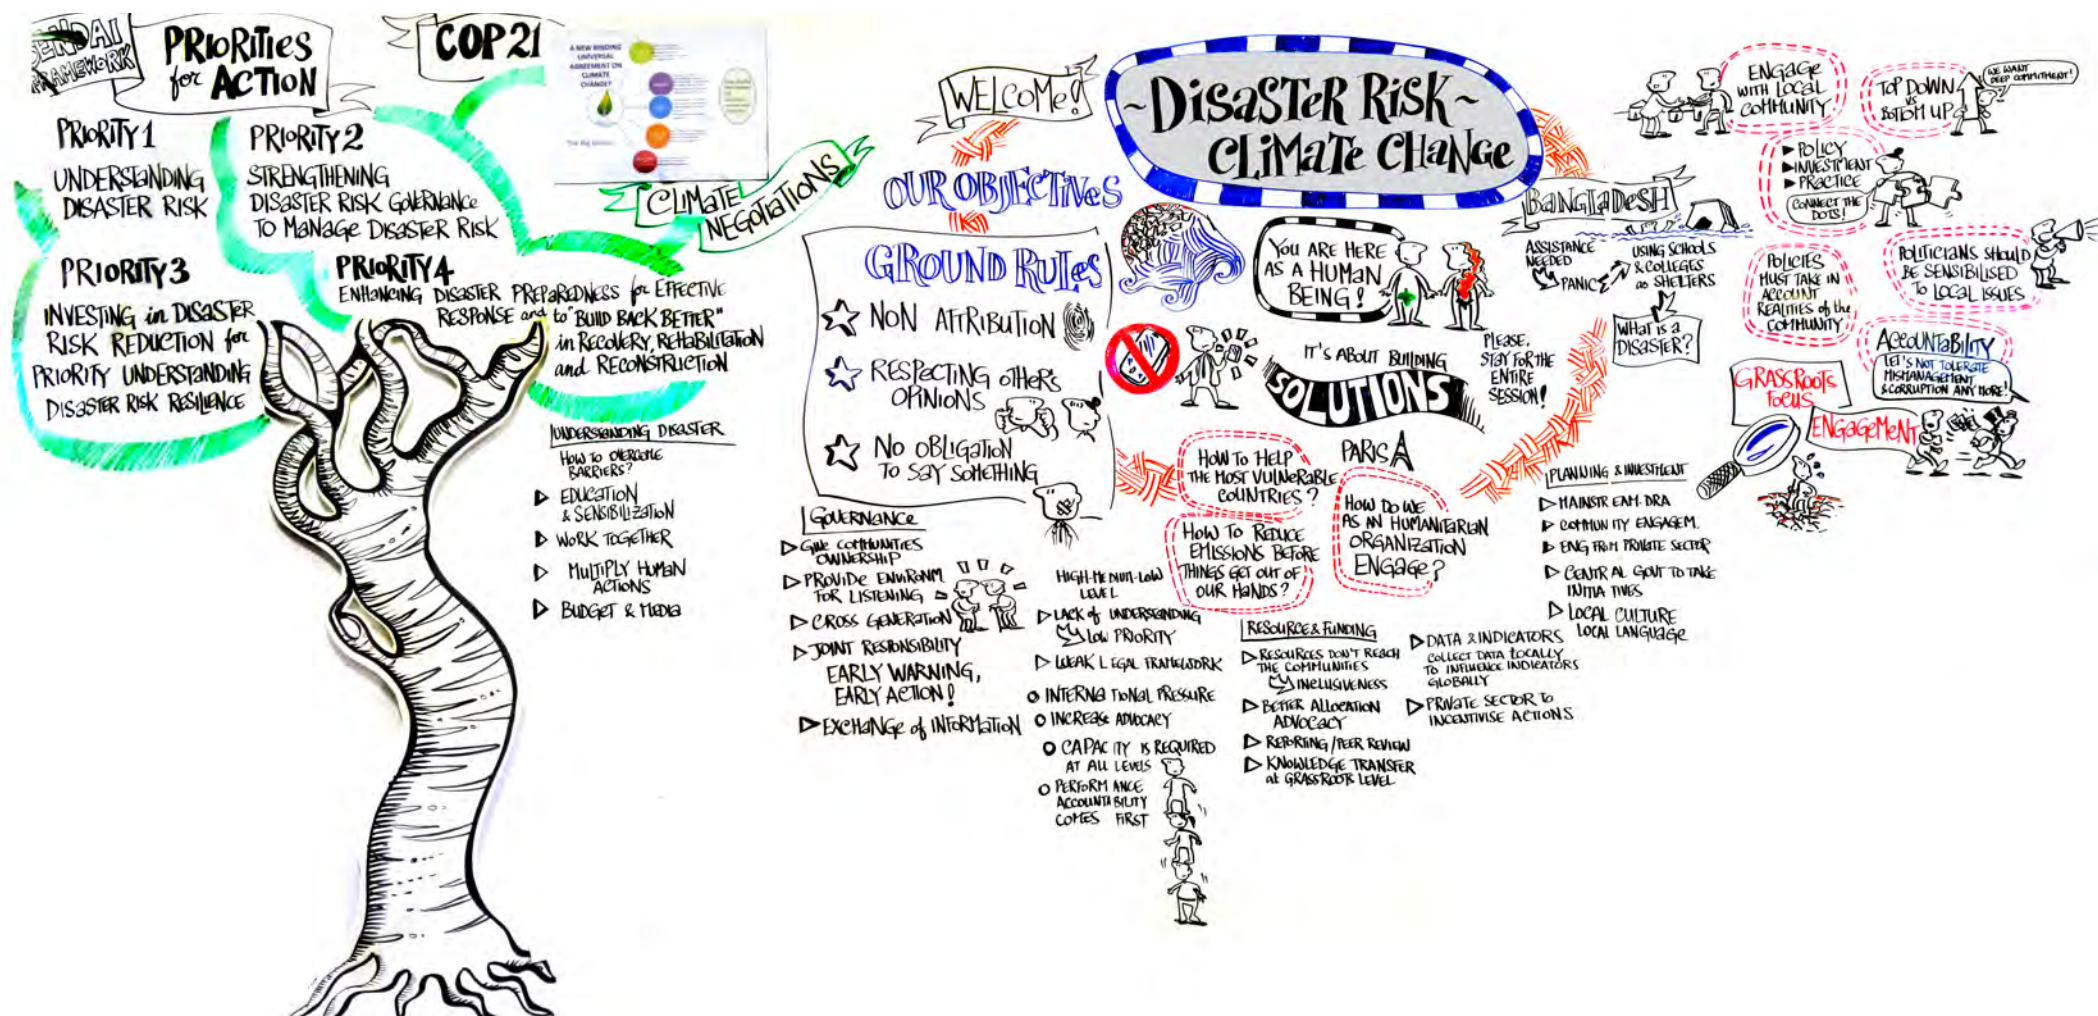 SENDAI
FRAMEWORK
PRIORITIES
for ACTION
PRIORITY 1
UNDERSTANDING
DISASTER RISK
PRIORITY 2
STRENGTHENING
DISASTER RISK GOVERNANCE
TO MANAGE DISASTER RISK
PRIORITY 3
INVESTING in DISASTER
RISK REDUCTION for
PRIORITY UNDERSTANDING
DISASTER RISK RESILIENCE
PRIORITY 4
ENHANCING DISASTER PREPAREDNESS for EFFECTIVE
RESPONSE and to "BUILD BACK BETTER"
in RECOVERY, REHABILITATION
and RECONSTRUCTION
COP21
A NEW BINDING
UNIVERSAL
AGREEMENT ON
CLIMATE
CHANGE?
CLIMATE
NEGOTIATIONS
UNDERSTANDING DISASTER
HOW TO OVERCOME
BARRIERS?
EDUCATION
& SENSIBILIZATION
WORK TOGETHER
MULTIPLY HUMAN
ACTIONS
BUDGET & MEDIA
WELCOME!
~DISASTER RISK~
CLIMATE CHANGE
OUR OBJECTIVES
GROUND RULES
NON ATTRIBUTION
RESPECTING OTHER'S
OPINIONS
NO OBLIGATION
TO SAY SOMETHING
YOU ARE HERE
AS A HUMAN
BEING!
IT'S ABOUT BUILDING
SOLUTIONS
PLEASE,
STAY FOR THE
ENTIRE
SESSION!
PARIS
HOW TO HELP
THE MOST VULNERABLE
COUNTRIES?
HOW TO REDUCE
EMISSIONS BEFORE
THINGS GET OUT OF
OUR HANDS?
HOW DO WE
AS AN HUMANITARIAN
ORGANIZATION
ENGAGE?
GOVERNANCE
GIVE COMMUNITIES
OWNERSHIP
PROVIDE ENVIRONM.
FOR LISTENING
CROSS GENERATION
JOINT RESPONSIBILITY
EARLY WARNING,
EARLY ACTION!
EXCHANGE of INFORMATION
HIGH-MEDIUM-LOW
LEVEL
LACK of UNDERSTANDING
LOW PRIORITY
WEAK LEGAL FRAMEWORK
INTERNATIONAL PRESSURE
INCREASE ADVOCACY
CAPACITY IS REQUIRED
AT ALL LEVELS
PERFORMANCE
ACCOUNTABILITY
COMES FIRST
RESOURCE & FUNDING
RESOURCES DON'T REACH
THE COMMUNITIES
INCLUSIVENESS
BETTER ALLOCATION
ADVOCACY
REPORTING/PEER REVIEW
KNOWLEDGE TRANSFER
at GRASSROOTS LEVEL
DATA & INDICATORS
COLLECT DATA LOCALLY
TO INFLUENCE INDICATORS
GLOBALLY
PRIVATE SECTOR TO
INCENTIVISE ACTIONS
BANGLADESH
ASSISTANCE
NEEDED
PANIC
USING SCHOOLS
& COLLEGES
as SHELTERS
WHAT IS A
DISASTER?
PLANNING & INVESTMENT
MAINSTREAM DRA
COMMUNITY ENGAGEM.
ENG FROM PRIVATE SECTOR
CENTRAL GOVT TO TAKE
INITIATIVES
LOCAL CULTURE
LOCAL LANGUAGE
ENGAGE
WITH LOCAL
COMMUNITY!
TOP DOWN
vs
BOTTOM UP
WE WANT
DEEP COMMITMENT!
POLICY
INVESTMENT
PRACTICE
CONNECT THE
DOTS!
POLICIES
MUST TAKE IN
ACCOUNT
REALITIES of the
COMMUNITY
POLITICIANS SHOULD
BE SENSIBILISED
TO LOCAL ISSUES
ACCOUNTABILITY
LET'S NOT TOLERATE
MISMANAGEMENT
& CORRUPTION ANY MORE!
GRASSROOTS
FOCUS
ENGAGEMENT